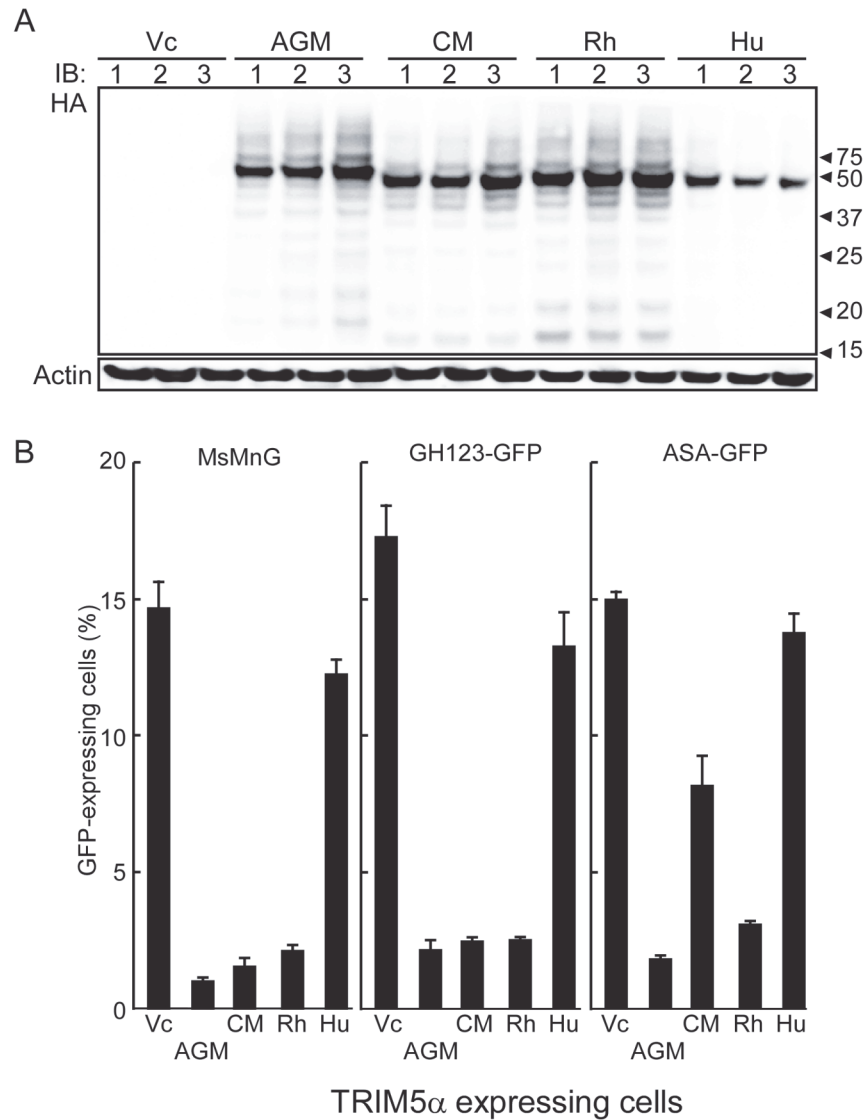 A
Vc AGM CM Rh Hu
IB: 1 2 3 1 2 3 1 2 3 1 2 3 1 2 3
HA
◄75
◄50
◄37
◄25
◄20
◄15
Actin
B
MsMnG GH123-GFP ASA-GFP
GFP-expressing cells (%)
20
15
10
5
0
Vc AGM CM Rh Hu Vc AGM CM Rh Hu Vc AGM CM Rh Hu
TRIM5α expressing cells